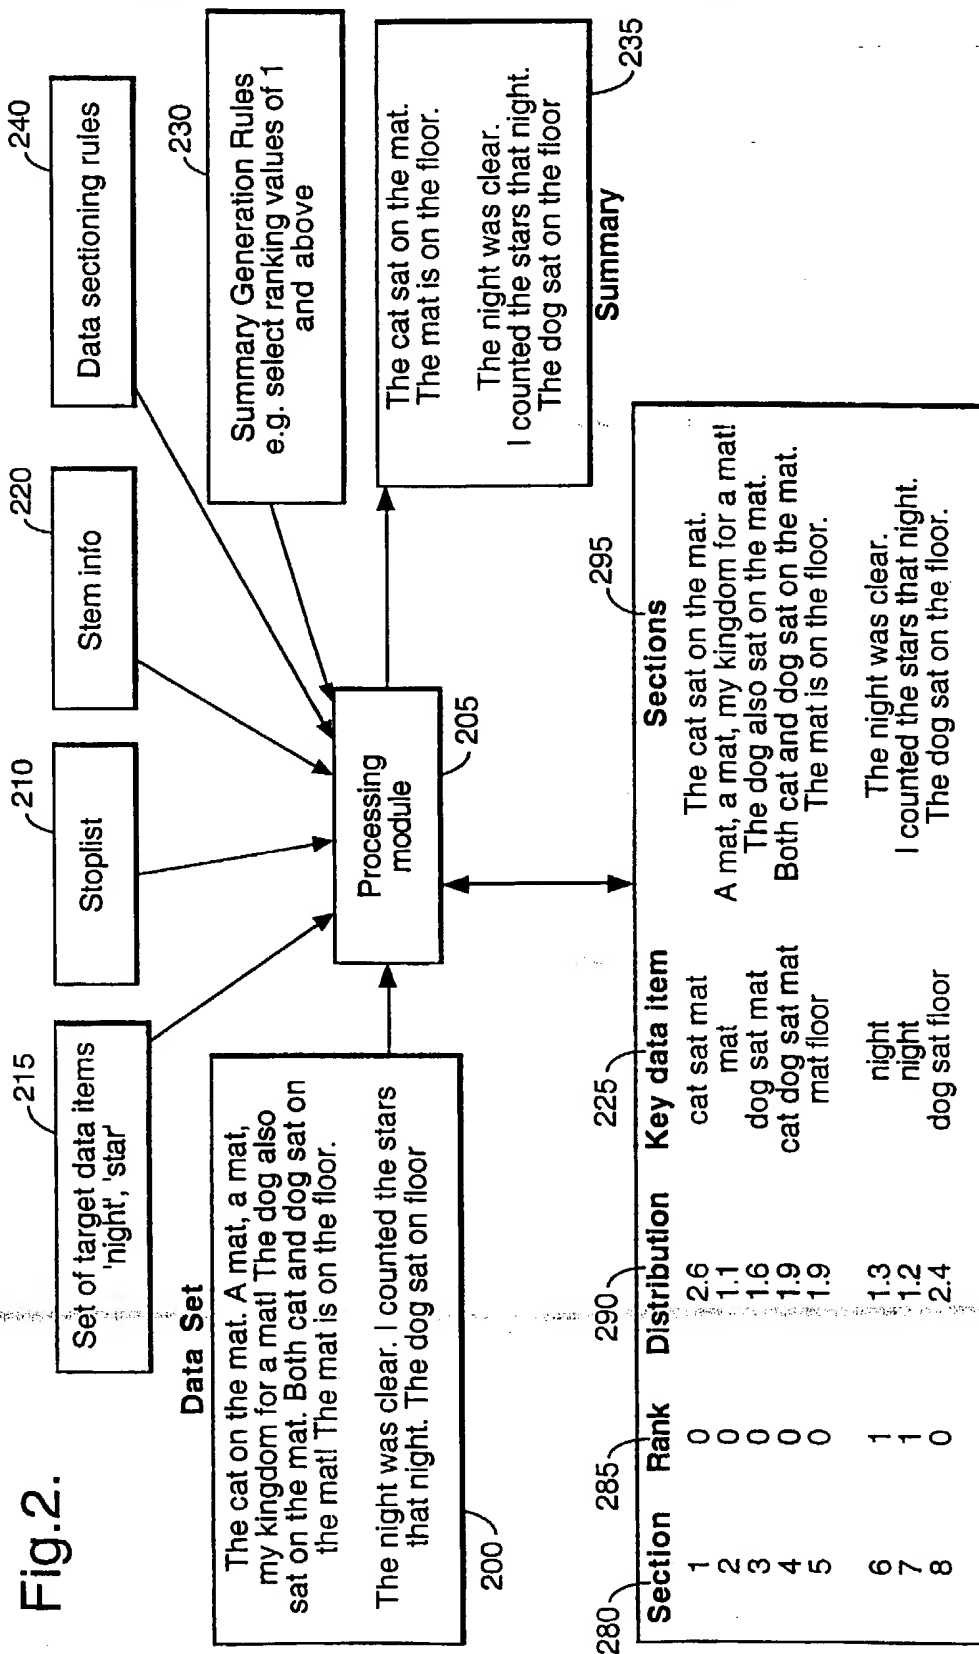 Fig.2.
215
Set of target data items
'night', 'star'
210
Stoplist
220
Stem info
240
Data sectioning rules
230
Summary Generation Rules
e.g. select ranking values of 1
and above
Data Set
The cat on the mat. A mat, a mat,
my kingdom for a mat! The dog also
sat on the mat. Both cat and dog sat on
the mat! The mat is on the floor.
The night was clear. I counted the stars
that night. The dog sat on floor
200
Processing
module
205
The cat sat on the mat.
The mat is on the floor.
The night was clear.
I counted the stars that night.
The dog sat on the floor
235
Summary
280 285 290 225 295
Section Rank Distribution Key data item Sections
1 0 2.6 cat sat mat The cat sat on the mat.
2 0 1.1 mat A mat, a mat, my kingdom for a mat!
3 0 1.6 dog sat mat The dog also sat on the mat.
4 0 1.9 cat dog sat mat Both cat and dog sat on the mat.
5 0 1.9 mat floor The mat is on the floor.
6 1 1.3 night The night was clear.
7 1 1.2 night I counted the stars that night.
8 0 2.4 dog sat floor The dog sat on the floor.